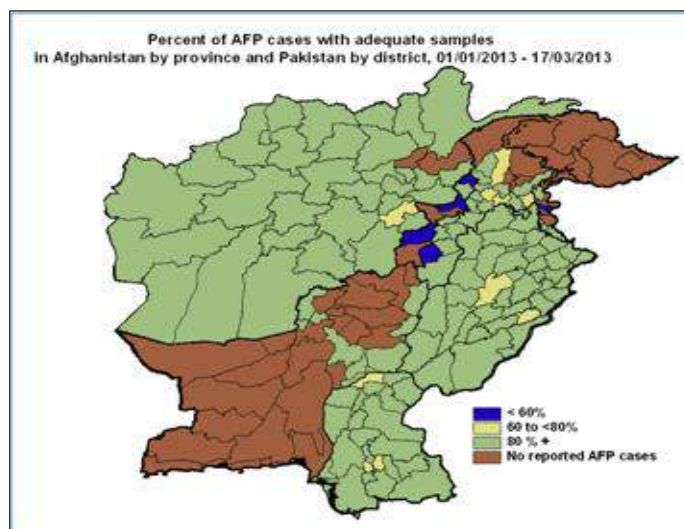 Percent of AFP cases with adequate samples
in Afghanistan by province and Pakistan by district, 01/01/2013 - 17/03/2013
< 60%
60 to <80%
80 % +
No reported AFP cases